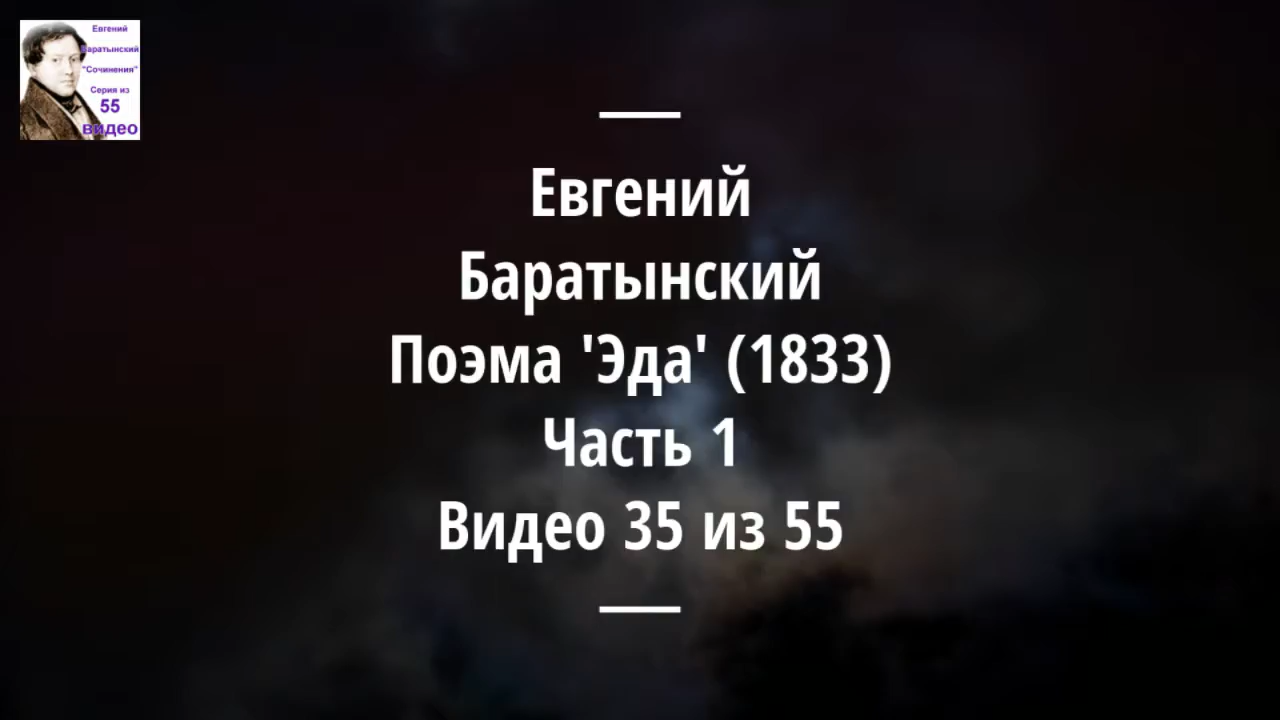 Евгений
Баратынский
"Сочинения"
Серия из
55
видео
Евгений
Баратынский
Поэма 'Эда' (1833)
Часть 1
Видео 35 из 55